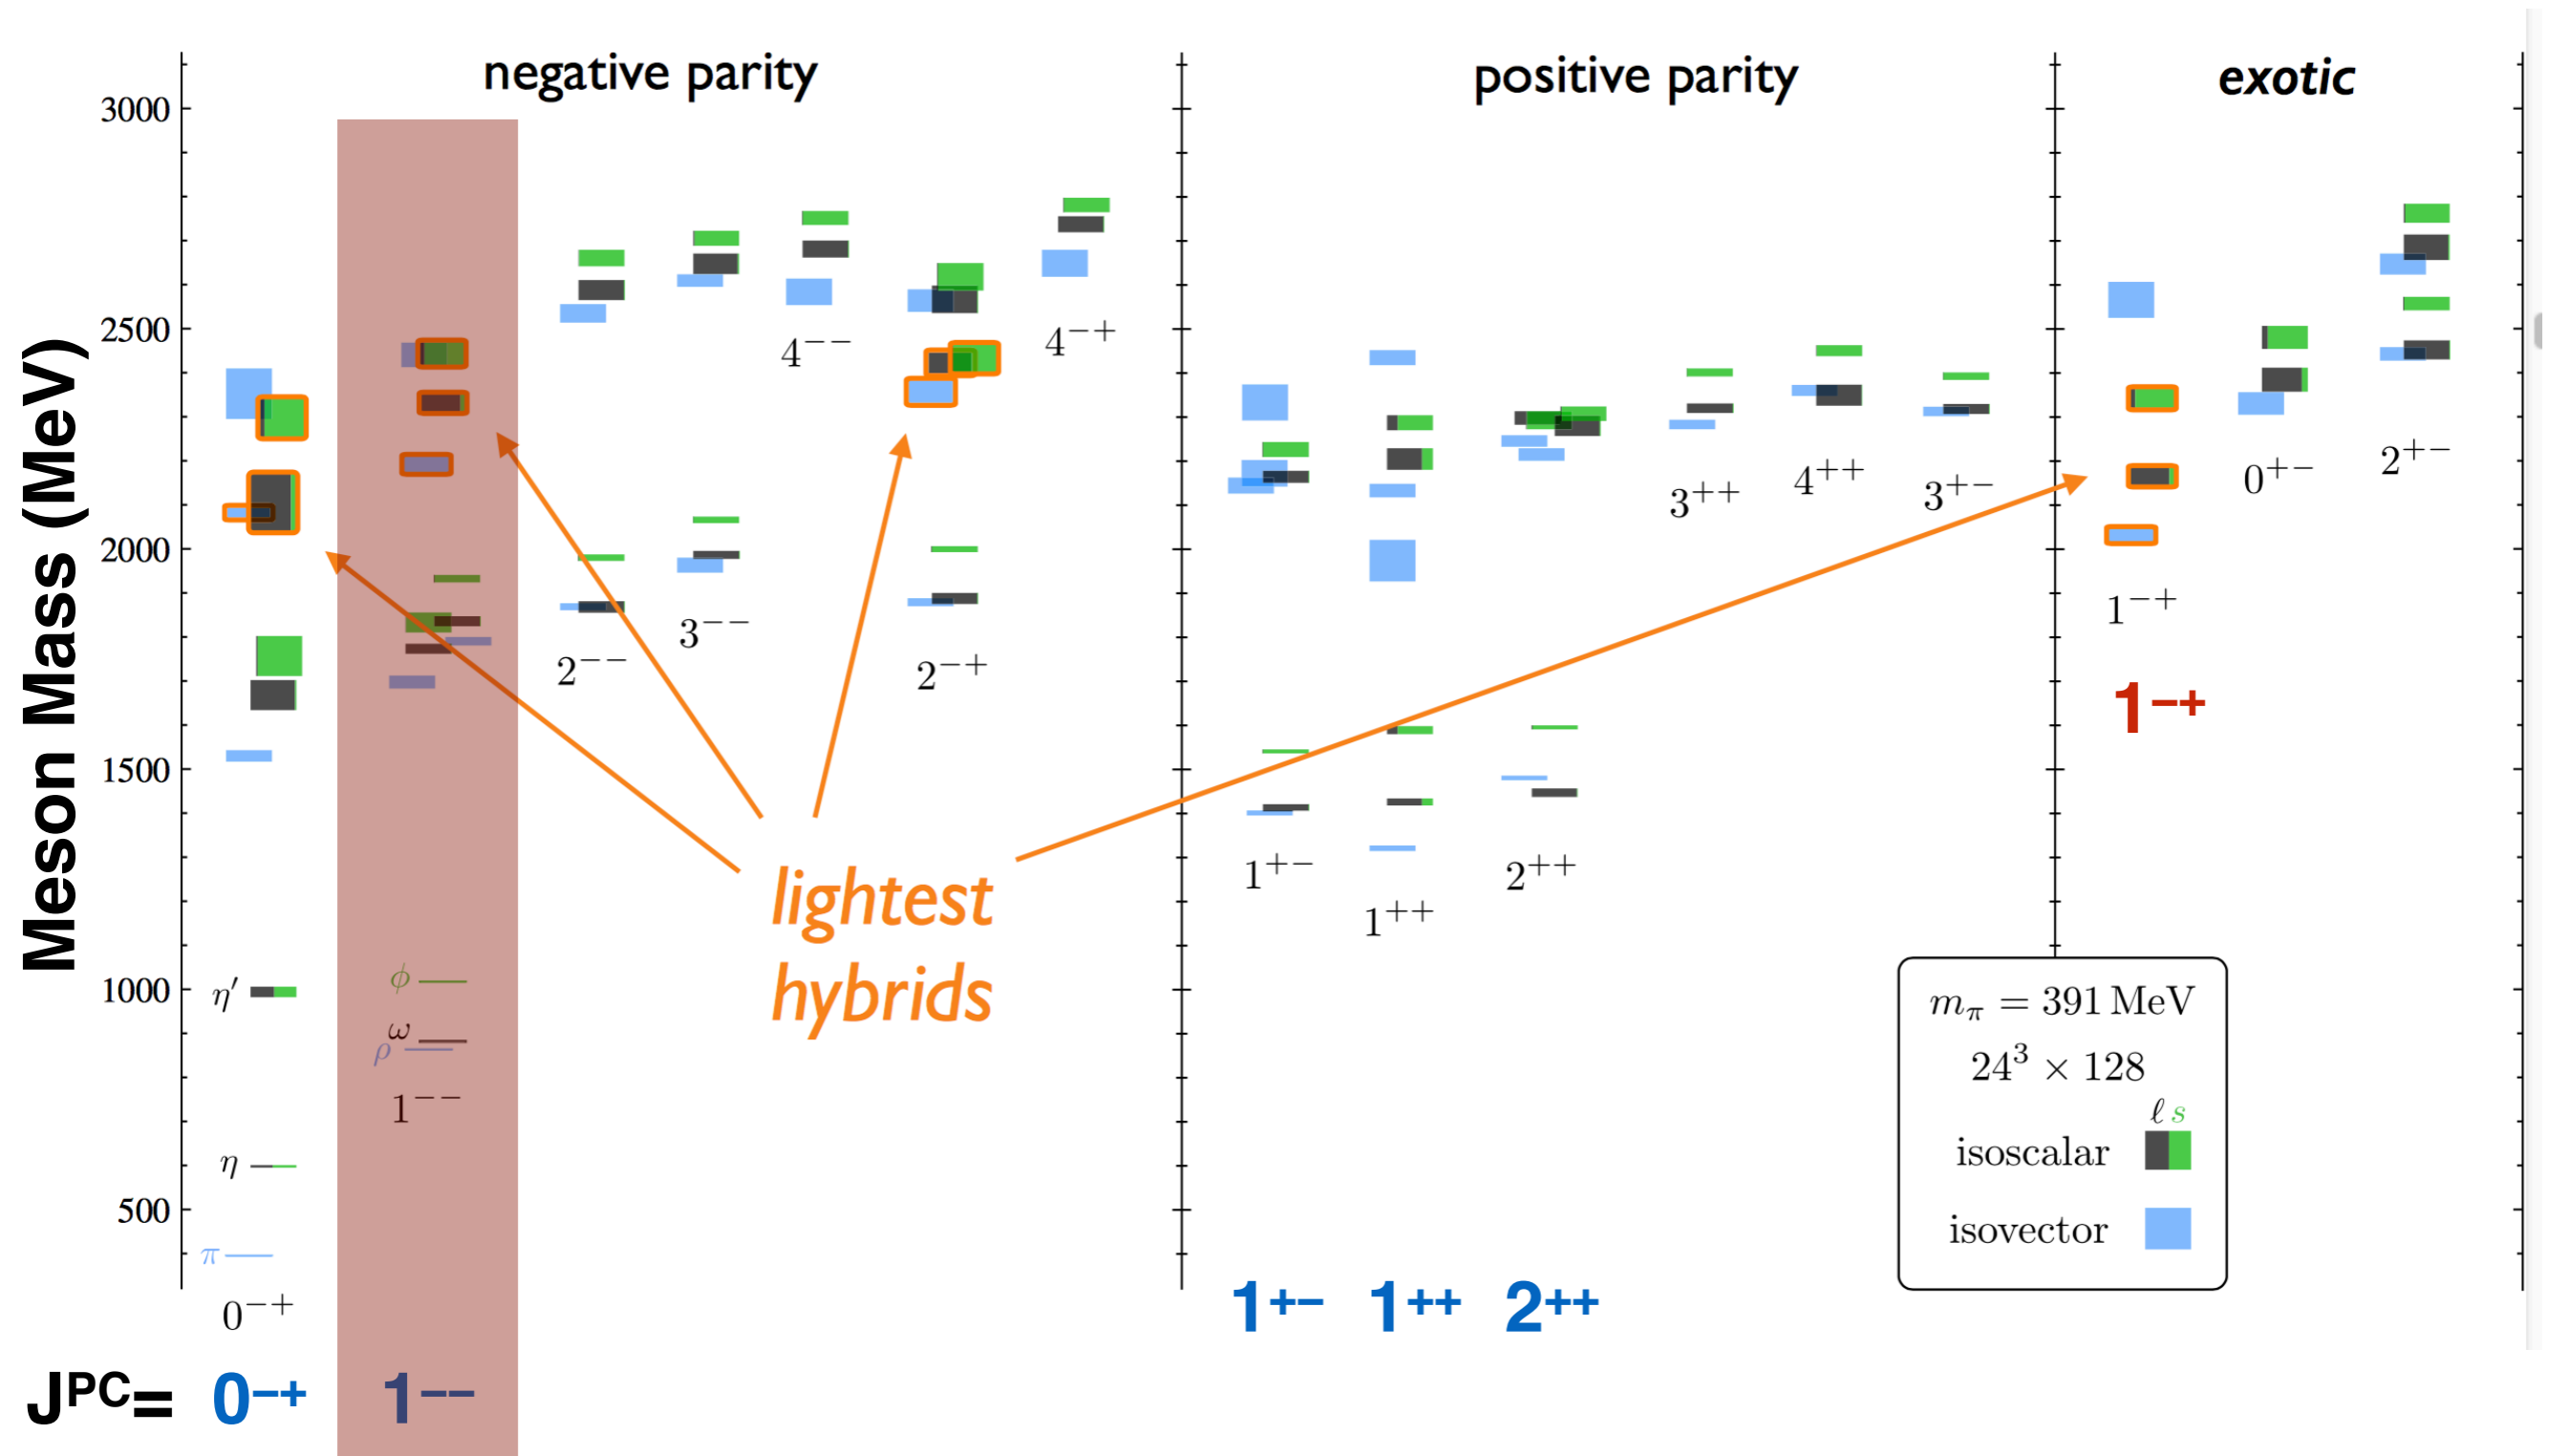 negative parity
positive parity
exotic
Meson Mass (MeV)
3000
2500
2000
1500
1000
500
4⁻⁻
4⁻⁺
2⁻⁻
3⁻⁻
2⁻⁺
3⁺⁺
4⁺⁺
3⁺⁻
0⁺⁻
2⁺⁻
1⁻⁺
1⁻⁺
lightest
hybrids
1⁺⁻
1⁺⁺
2⁺⁺
η′
ϕ
ω
ρ
1⁻⁻
η
π
0⁻⁺
m_π = 391 MeV
24³ × 128
ℓ s
isoscalar
isovector
1⁺⁻ 1⁺⁺ 2⁺⁺
Jᴾᶜ= 0⁻⁺ 1⁻⁻